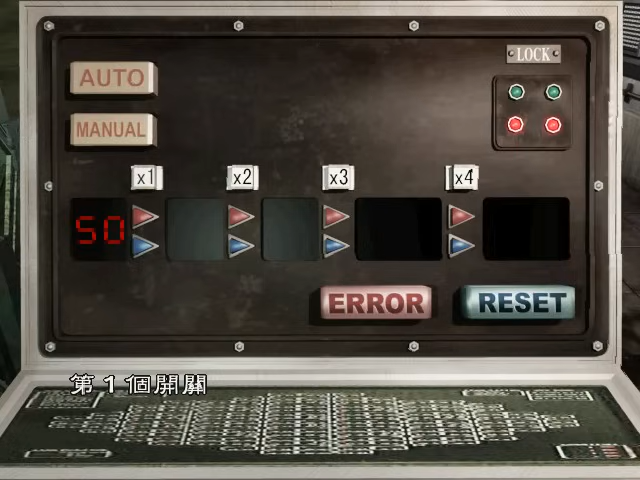 LOCK
AUTO
MANUAL
x1 x2 x3 x4
50
ERROR RESET
第1個開關